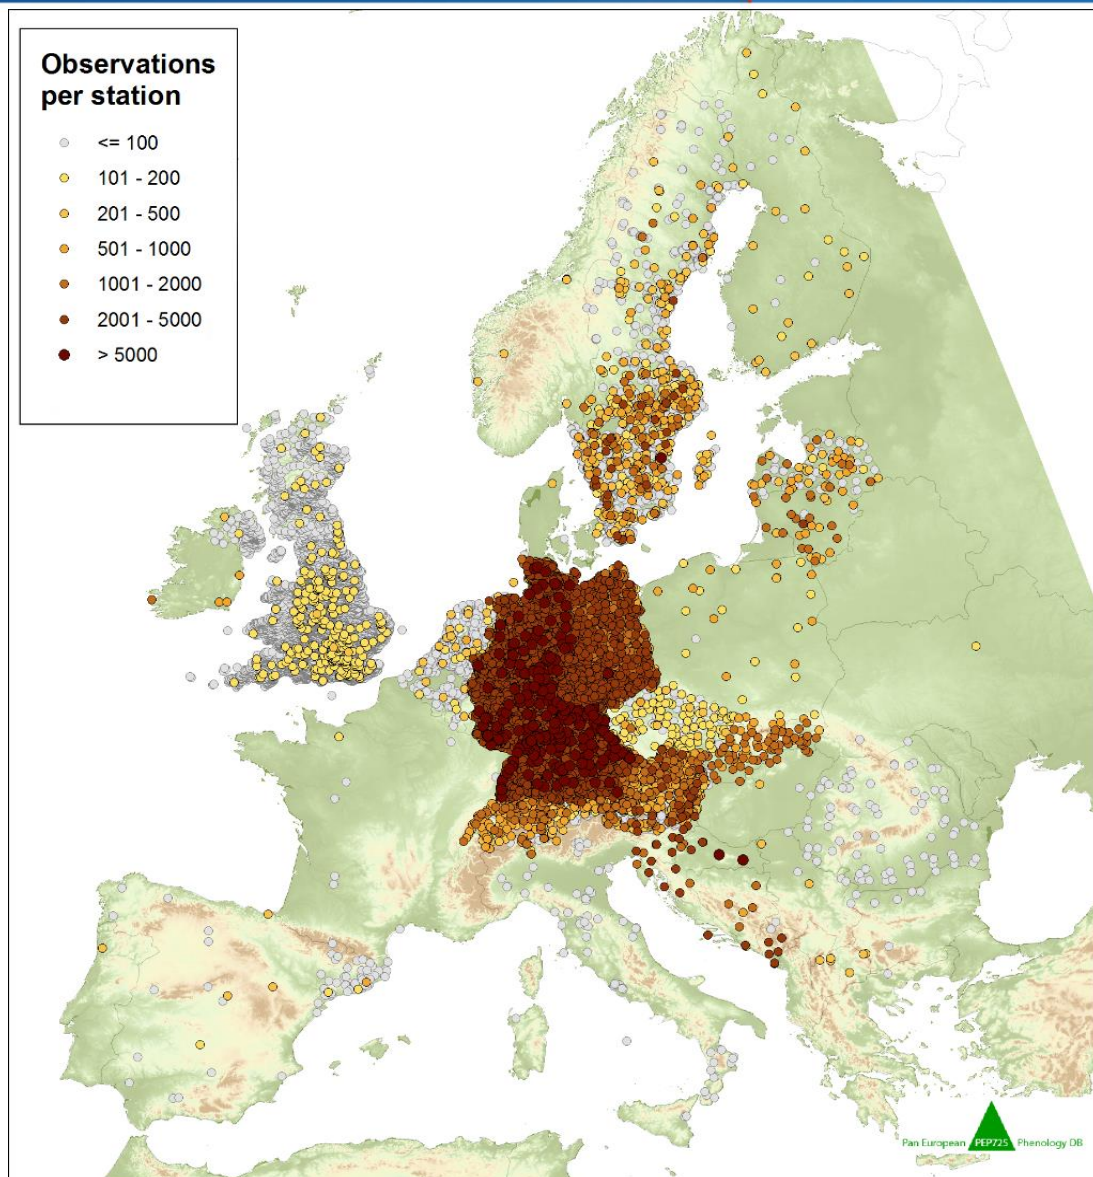 Observations
per station
<= 100
101 - 200
201 - 500
501 - 1000
1001 - 2000
2001 - 5000
> 5000
Pan European PEP725 Phenology DB